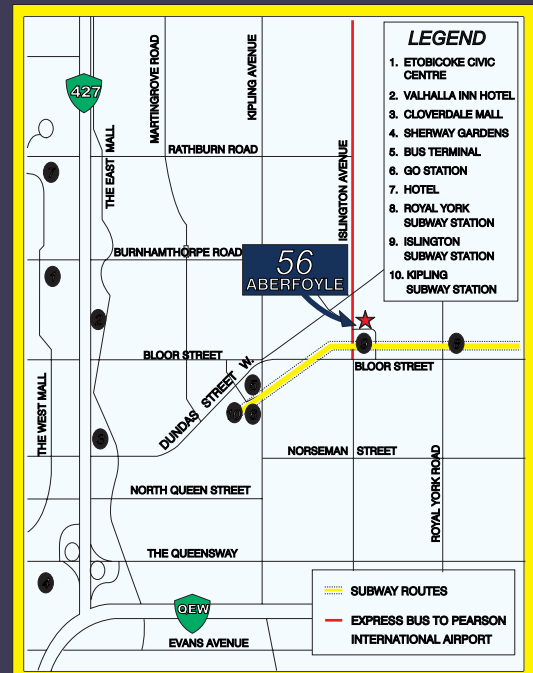 LEGEND
1. ETOBICOKE CIVIC
CENTRE
2. VALHALLA INN HOTEL
3. CLOVERDALE MALL
4. SHERWAY GARDENS
5. BUS TERMINAL
6. GO STATION
7. HOTEL
8. ROYAL YORK
SUBWAY STATION
9. ISLINGTON
SUBWAY STATION
10. KIPLING
SUBWAY STATION
427
MARTINGROVE ROAD
KIPLING AVENUE
THE EAST MALL
RATHBURN ROAD
ISLINGTON AVENUE
BURNHAMTHORPE ROAD
56
ABERFOYLE
BLOOR STREET
BLOOR STREET
DUNDAS STREET W.
THE WEST MALL
NORSEMAN STREET
ROYAL YORK ROAD
NORTH QUEEN STREET
THE QUEENSWAY
QEW
EVANS AVENUE
SUBWAY ROUTES
EXPRESS BUS TO PEARSON
INTERNATIONAL AIRPORT